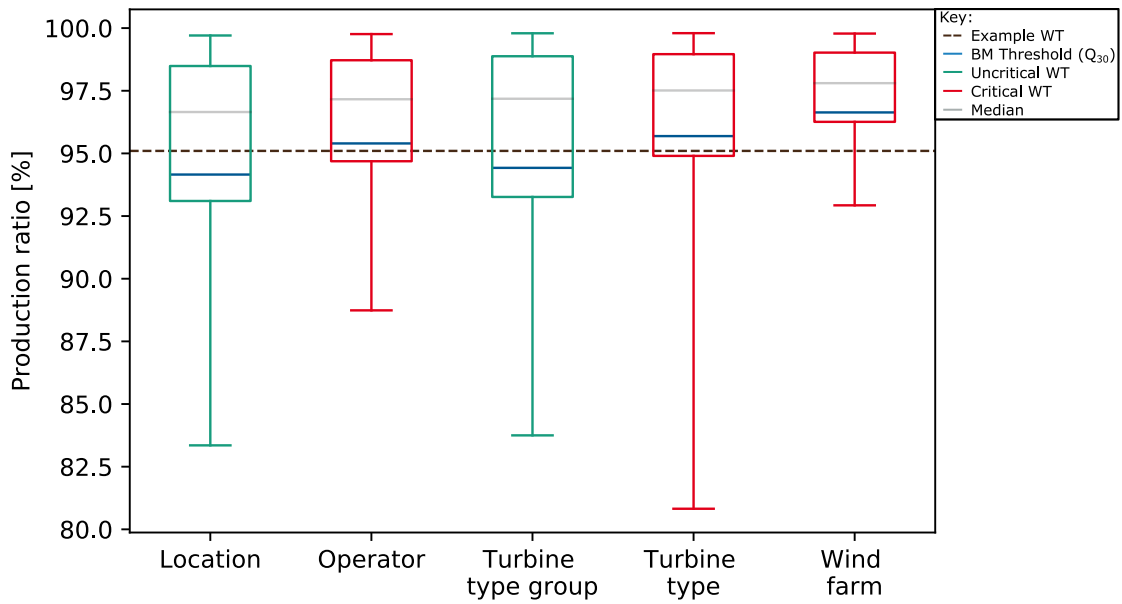 Production ratio [%]
100.0
97.5
95.0
92.5
90.0
87.5
85.0
82.5
80.0
Location
Operator
Turbine
type group
Turbine
type
Wind
farm
Key:
Example WT
BM Threshold (Q₃₀)
Uncritical WT
Critical WT
Median